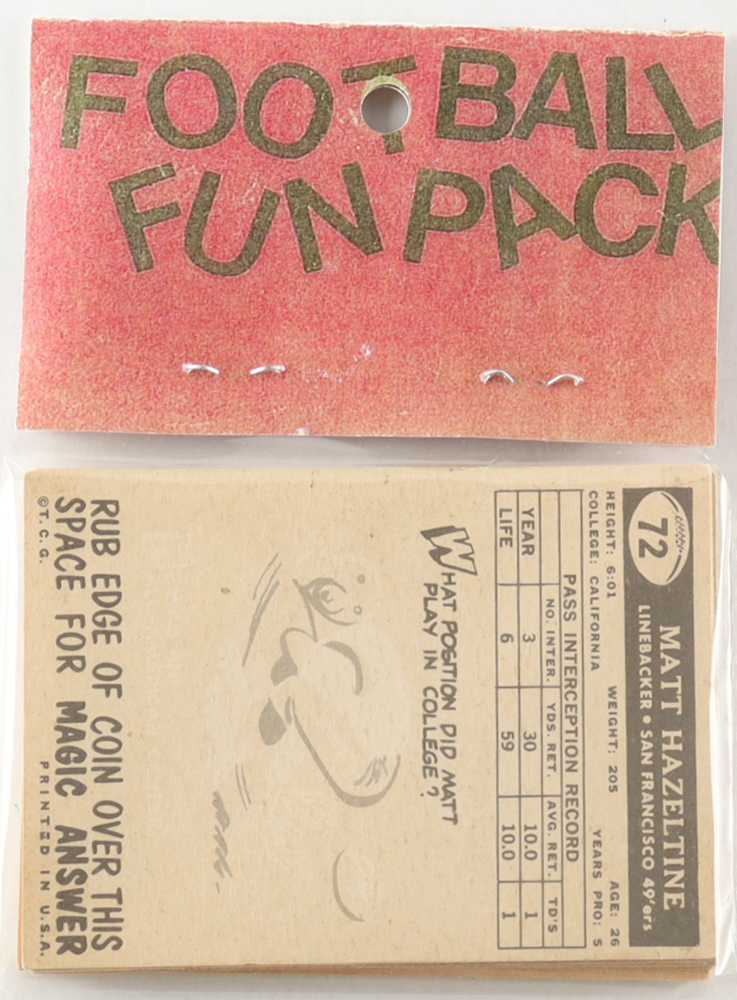 FOOTBALL
FUN PACK
72
MATT HAZELTINE
LINEBACKER • SAN FRANCISCO 49'ers
HEIGHT: 6:01 WEIGHT: 205 AGE: 26
COLLEGE: CALIFORNIA YEARS PRO: 5
PASS INTERCEPTION RECORD
NO. INTER. YDS. RET. AVG. RET. TD'S
YEAR 3 30 10.0 1
LIFE 6 59 10.0 1
WHAT POSITION DID MATT
PLAY IN COLLEGE?
RUB EDGE OF COIN OVER THIS
SPACE FOR MAGIC ANSWER
©T.C.G. PRINTED IN U.S.A.